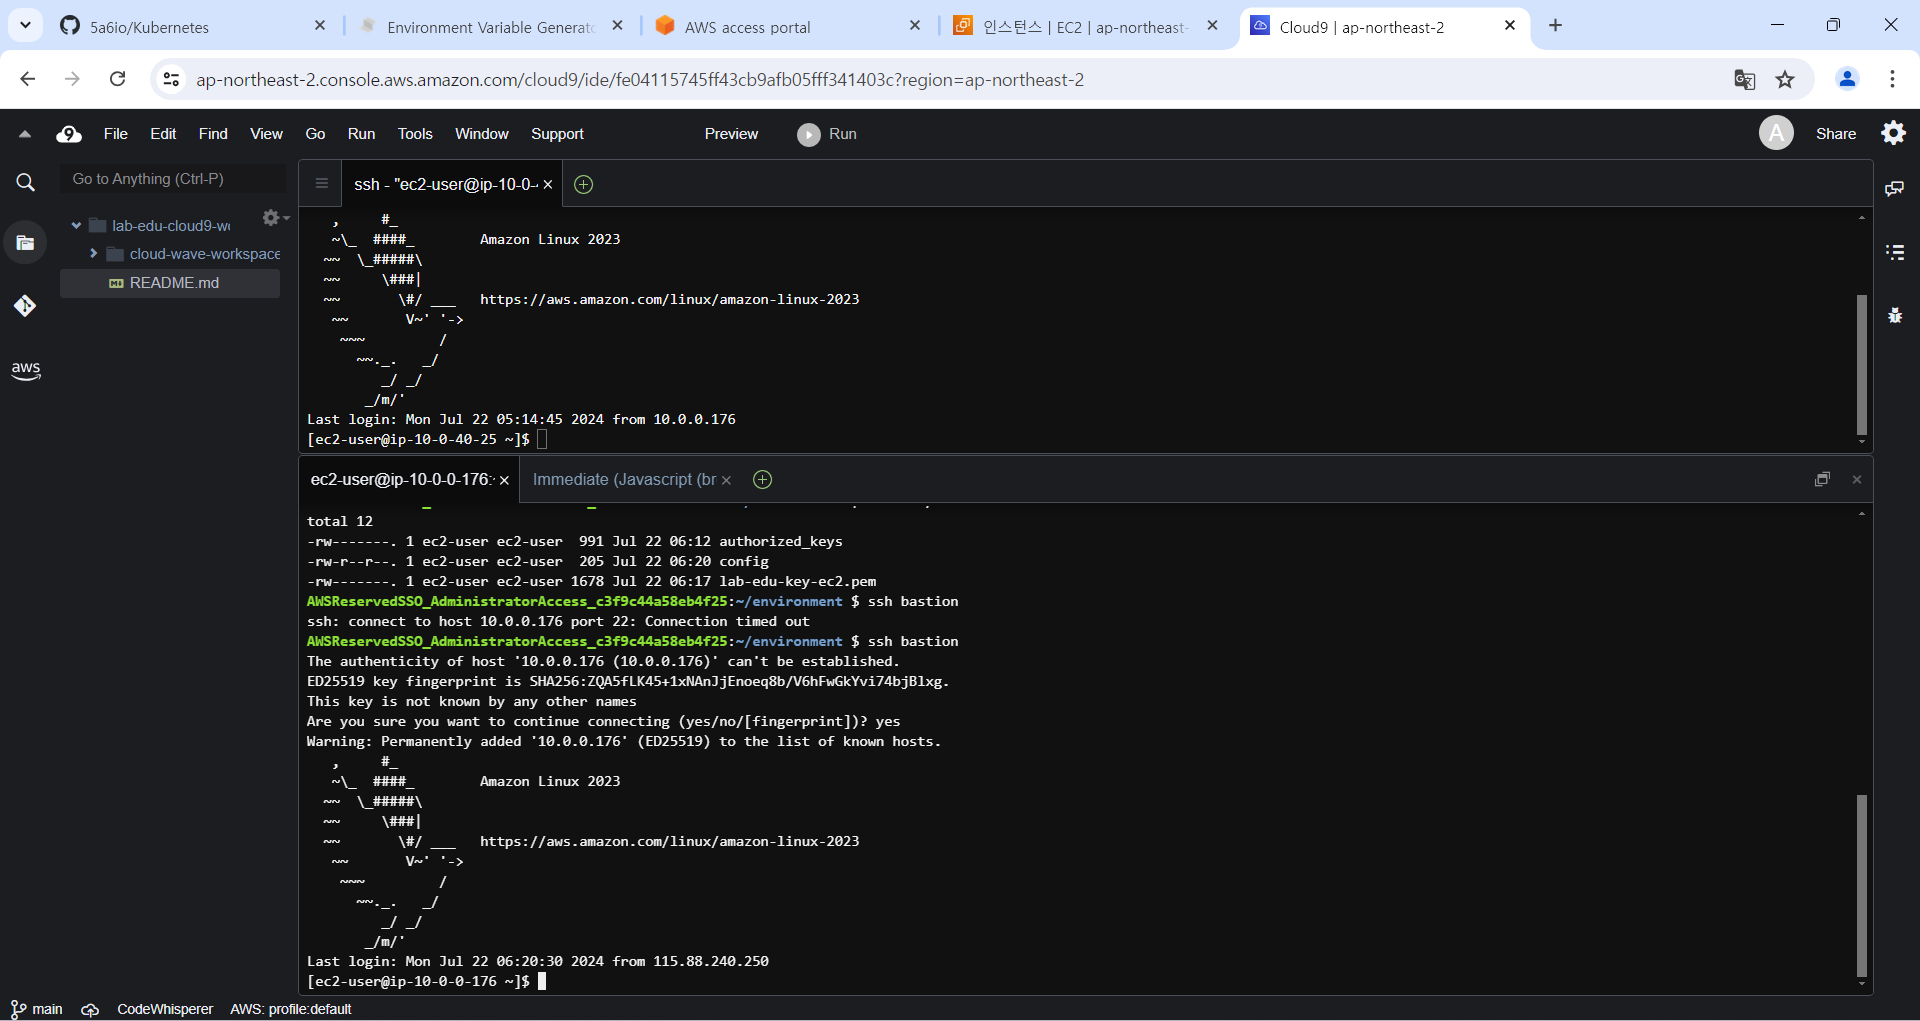 5a6io/Kubernetes
Environment Variable Generato
AWS access portal
인스턴스 | EC2 | ap-northeast-
Cloud9 | ap-northeast-2
ap-northeast-2.console.aws.amazon.com/cloud9/ide/fe04115745ff43cb9afb05fff341403c?region=ap-northeast-2
9 File Edit Find View Go Run Tools Window Support Preview Run A Share
Go to Anything (Ctrl-P)
lab-edu-cloud9-wo
cloud-wave-workspace
README.md
aws
ssh - "ec2-user@ip-10-0-
   ,     #_
   ~\_  ####_        Amazon Linux 2023
  ~~  \_#####\
  ~~     \###|
  ~~       \#/ ___   https://aws.amazon.com/linux/amazon-linux-2023
   ~~       V~' '->
    ~~~         /
      ~~._.   _/
         _/ _/
       _/m/'
Last login: Mon Jul 22 05:14:45 2024 from 10.0.0.176
[ec2-user@ip-10-0-40-25 ~]$
ec2-user@ip-10-0-0-176:
Immediate (Javascript (br
total 12
-rw-------. 1 ec2-user ec2-user  991 Jul 22 06:12 authorized_keys
-rw-r--r--. 1 ec2-user ec2-user  205 Jul 22 06:20 config
-rw-------. 1 ec2-user ec2-user 1678 Jul 22 06:17 lab-edu-key-ec2.pem
AWSReservedSSO_AdministratorAccess_c3f9c44a58eb4f25:~/environment $ ssh bastion
ssh: connect to host 10.0.0.176 port 22: Connection timed out
AWSReservedSSO_AdministratorAccess_c3f9c44a58eb4f25:~/environment $ ssh bastion
The authenticity of host '10.0.0.176 (10.0.0.176)' can't be established.
ED25519 key fingerprint is SHA256:ZQA5fLK45+1xNAnJjEnoeq8b/V6hFwGkYvi74bjBlxg.
This key is not known by any other names
Are you sure you want to continue connecting (yes/no/[fingerprint])? yes
Warning: Permanently added '10.0.0.176' (ED25519) to the list of known hosts.
   ,     #_
   ~\_  ####_        Amazon Linux 2023
  ~~  \_#####\
  ~~     \###|
  ~~       \#/ ___   https://aws.amazon.com/linux/amazon-linux-2023
   ~~       V~' '->
    ~~~         /
      ~~._.   _/
         _/ _/
       _/m/'
Last login: Mon Jul 22 06:20:30 2024 from 115.88.240.250
[ec2-user@ip-10-0-0-176 ~]$
main CodeWhisperer AWS: profile:default